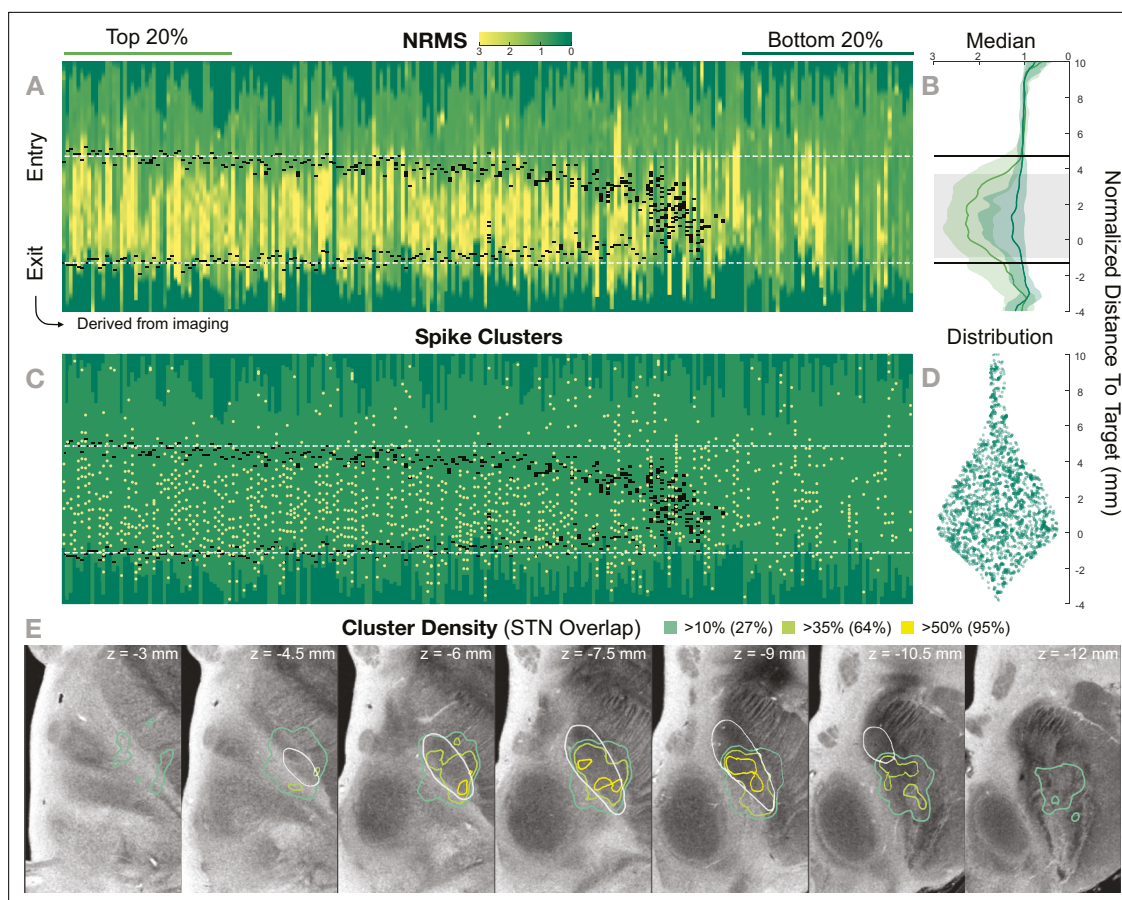 Top 20%
NRMS
3 2 1 0
Bottom 20%
Median
3 2 1 0
A
B
Entry
Exit
Derived from imaging
10
8
6
4
2
0
-2
-4
Normalized Distance To Target (mm)
Spike Clusters
Distribution
C
D
10
8
6
4
2
0
-2
-4
E
Cluster Density (STN Overlap) >10% (27%) >35% (64%) >50% (95%)
z = -3 mm z = -4.5 mm z = -6 mm z = -7.5 mm z = -9 mm z = -10.5 mm z = -12 mm